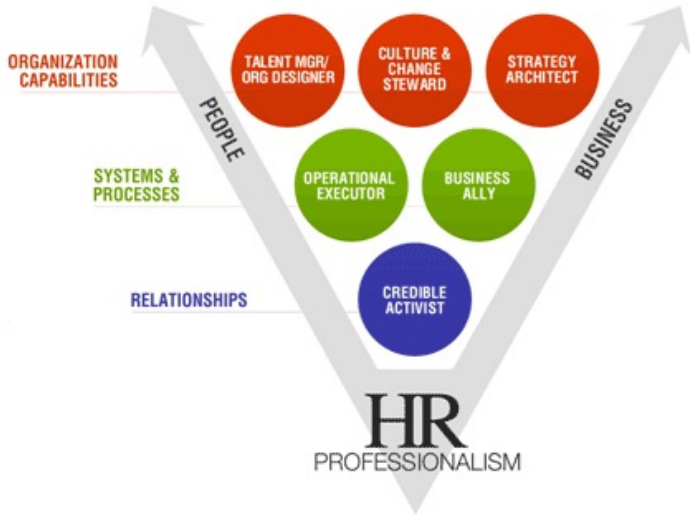 ORGANIZATION
CAPABILITIES
TALENT MGR/
ORG DESIGNER
CULTURE &
CHANGE
STEWARD
STRATEGY
ARCHITECT
PEOPLE
BUSINESS
SYSTEMS &
PROCESSES
OPERATIONAL
EXECUTOR
BUSINESS
ALLY
RELATIONSHIPS
CREDIBLE
ACTIVIST
HR
PROFESSIONALISM